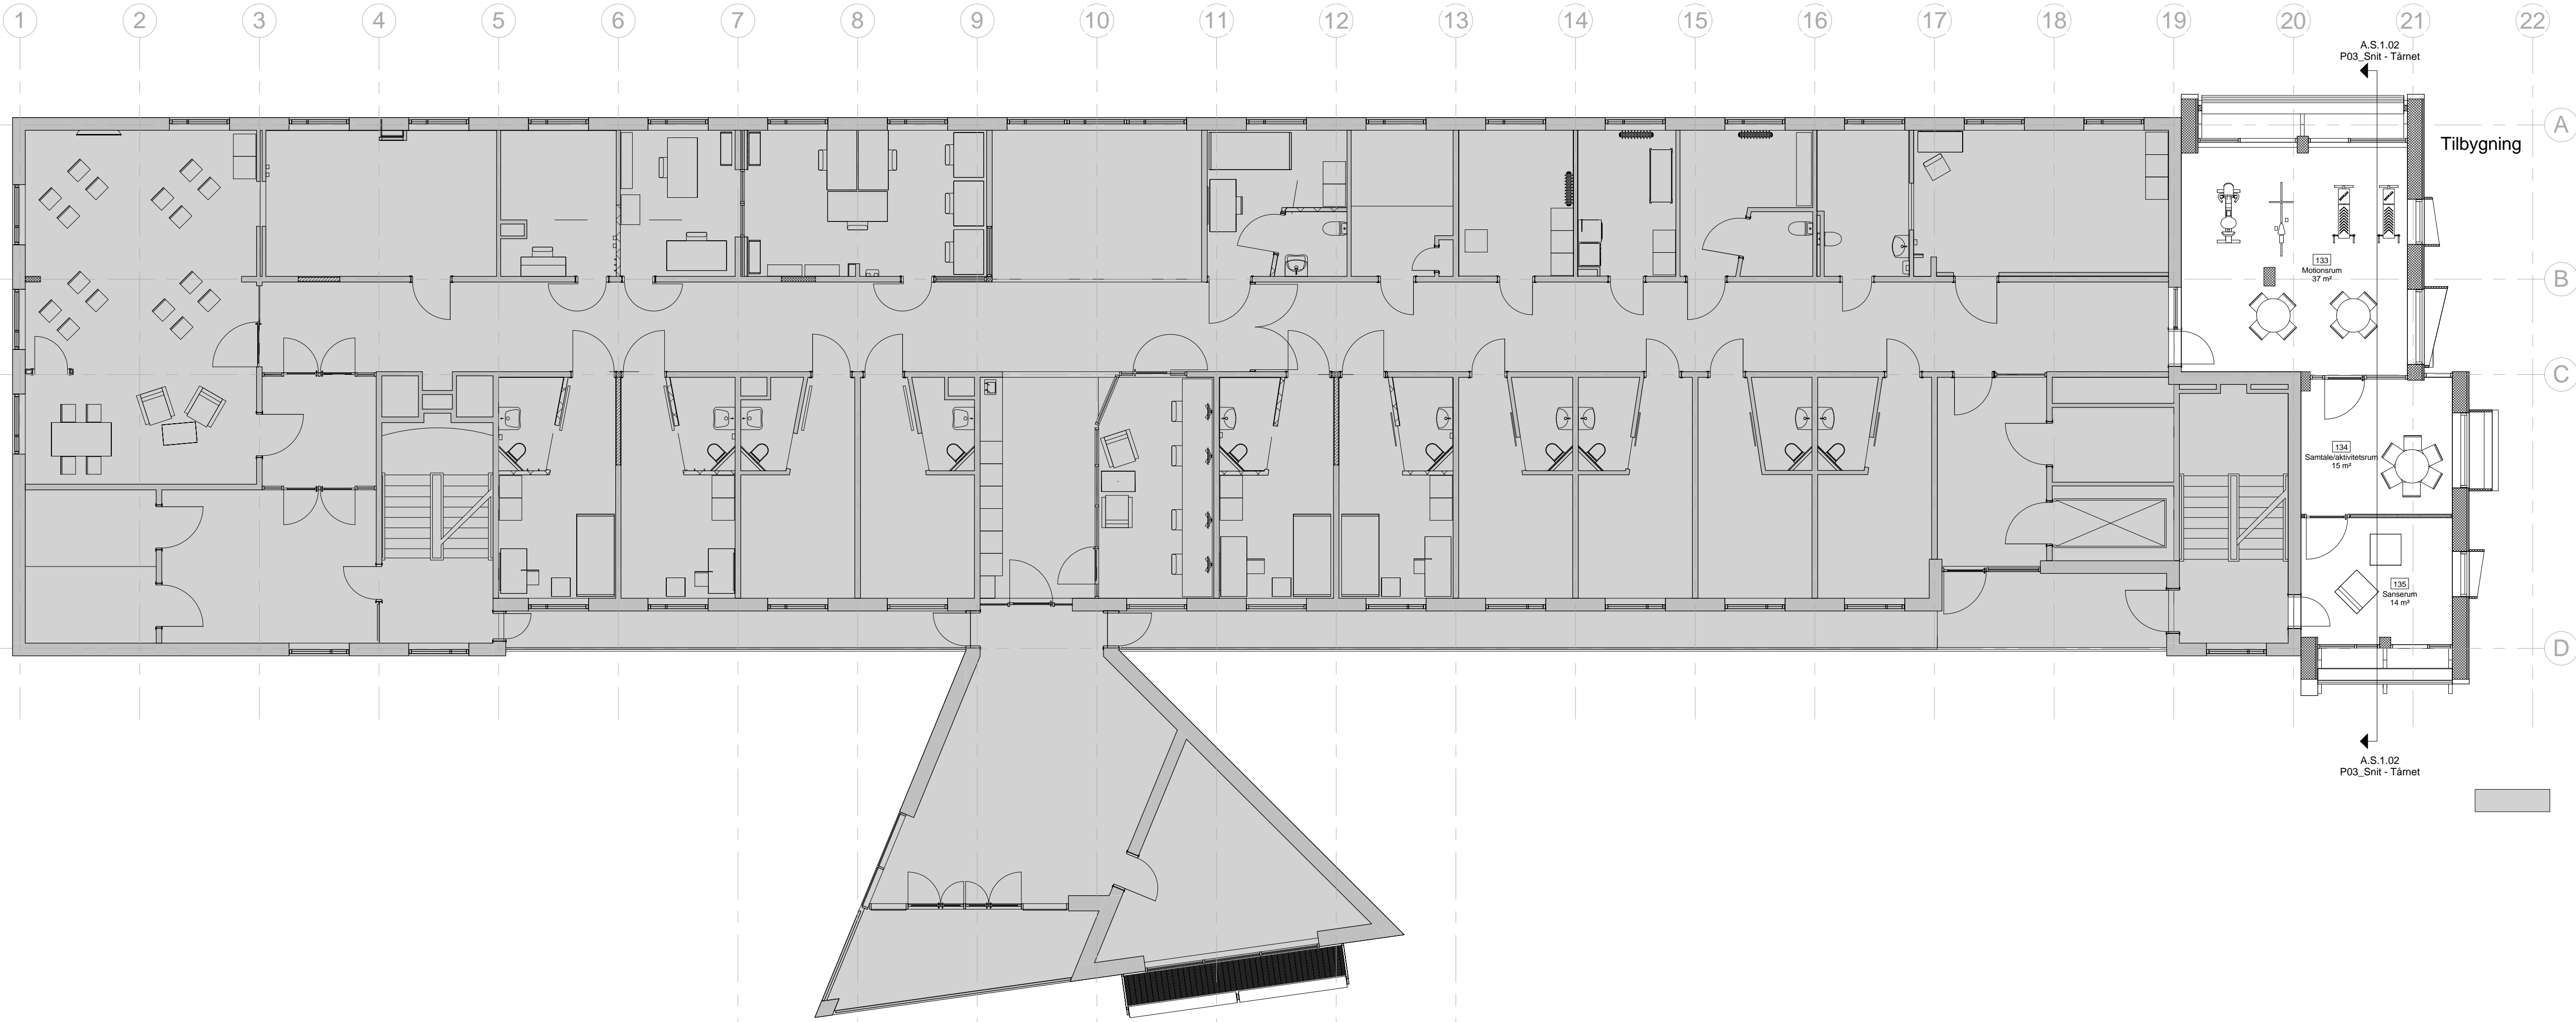 1 2 3 4 5 6 7 8 9 10 11 12 13 14 15 16 17 18 19 20 21 22
A.S.1.02
P03_Snit - Tårnet
A
Tilbygning
133
Motionsrum
37 m²
B
C
134
Samtale/aktivitetsrum
15 m²
135
Sanserum
14 m²
D
A.S.1.02
P03_Snit - Tårnet